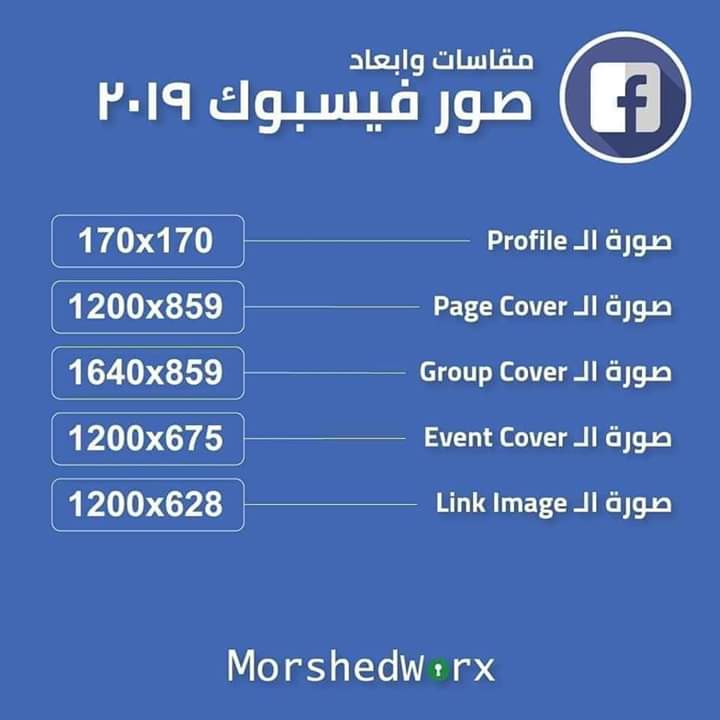 مقاسات وابعاد
صور فيسبوك ٢٠١٩
صورة الـ Profile
170x170
صورة الـ Page Cover
1200x859
صورة الـ Group Cover
1640x859
صورة الـ Event Cover
1200x675
صورة الـ Link Image
1200x628
MorshedWorx